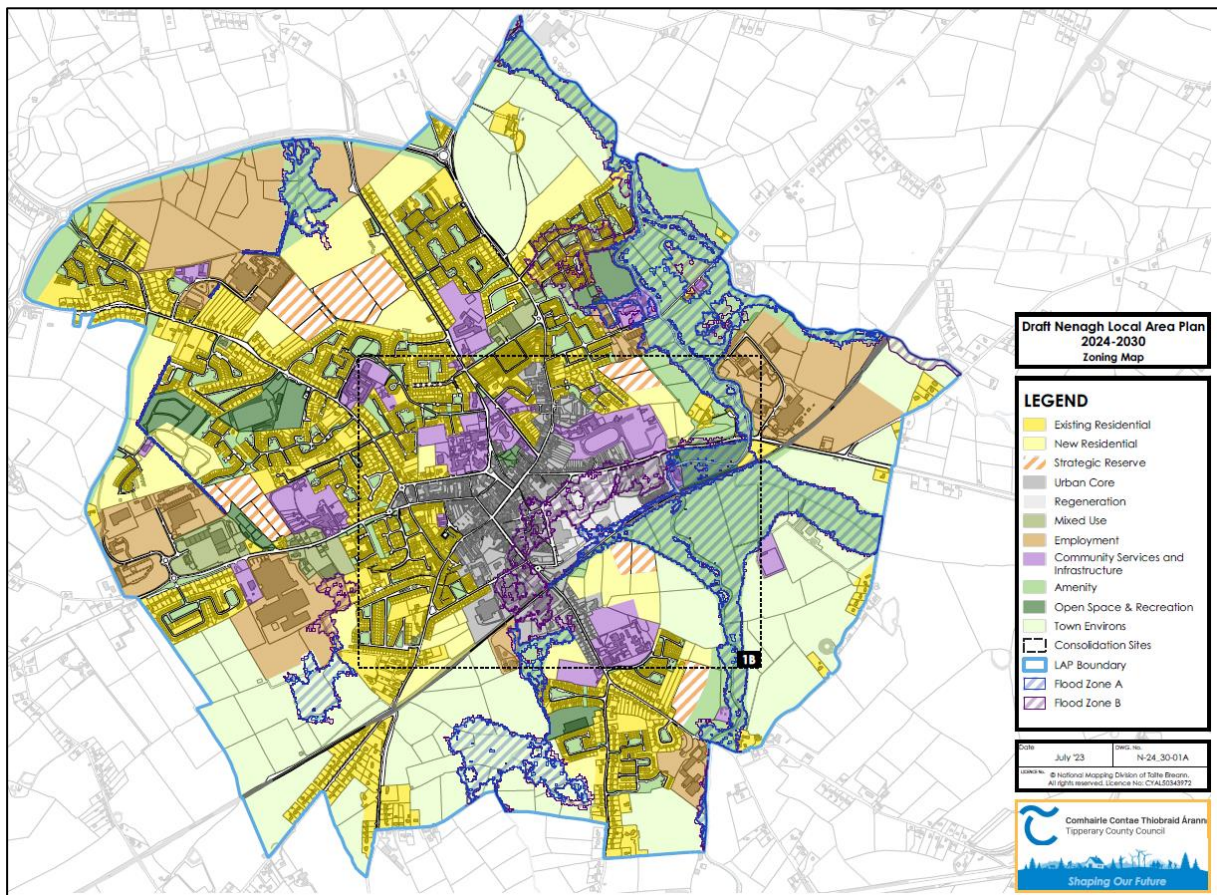 Draft Nenagh Local Area Plan
2024-2030
Zoning Map
LEGEND
Existing Residential
New Residential
Strategic Reserve
Urban Core
Regeneration
Mixed Use
Employment
Community Services and
Infrastructure
Amenity
Open Space & Recreation
Town Environs
Consolidation Sites
LAP Boundary
Flood Zone A
Flood Zone B
1B
Date
July '23
DWG. No.
N-24_30-01A
LICENCE No. © National Mapping Division of Tailte Éireann.
All rights reserved. Licence No: CYAL50343972
Comhairle Contae Thiobraid Árann
Tipperary County Council
Shaping Our Future